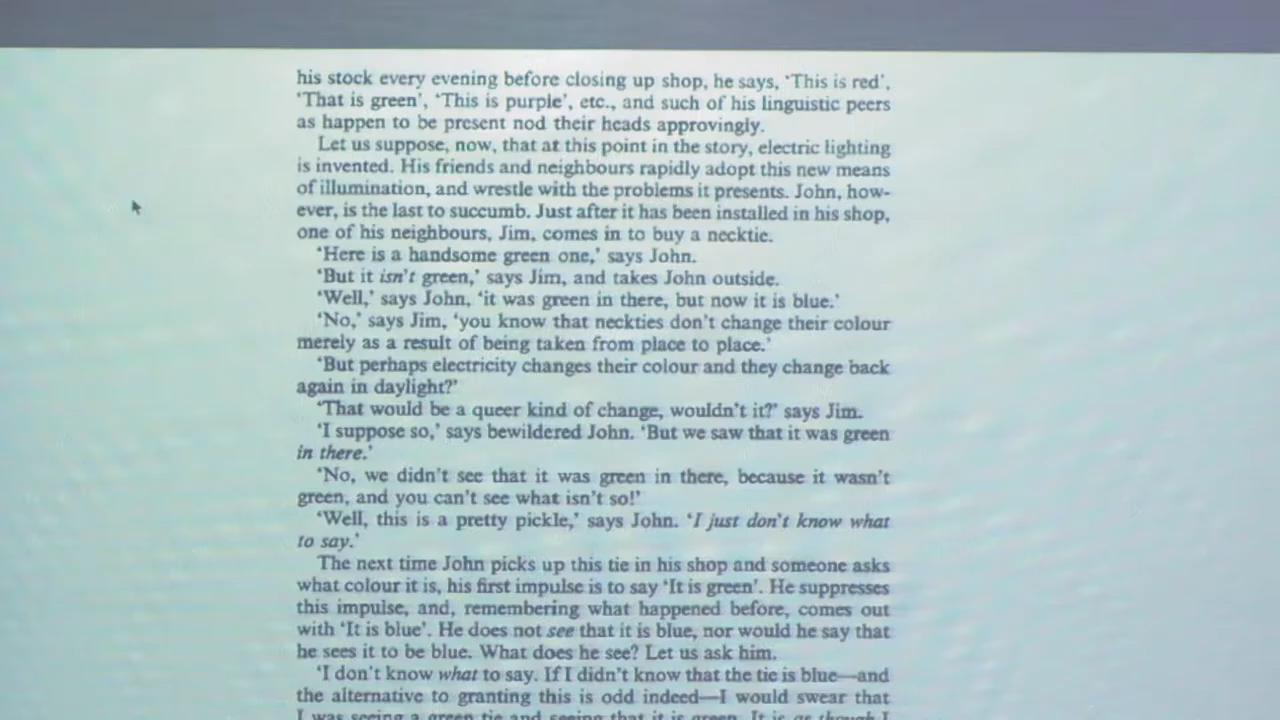 his stock every evening before closing up shop, he says, ‘This is red’,
‘That is green’, ‘This is purple’, etc., and such of his linguistic peers
as happen to be present nod their heads approvingly.
Let us suppose, now, that at this point in the story, electric lighting
is invented. His friends and neighbours rapidly adopt this new means
of illumination, and wrestle with the problems it presents. John, how-
ever, is the last to succumb. Just after it has been installed in his shop,
one of his neighbours, Jim, comes in to buy a necktie.
‘Here is a handsome green one,’ says John.
‘But it isn’t green,’ says Jim, and takes John outside.
‘Well,’ says John, ‘it was green in there, but now it is blue.’
‘No,’ says Jim, ‘you know that neckties don’t change their colour
merely as a result of being taken from place to place.’
‘But perhaps electricity changes their colour and they change back
again in daylight?’
‘That would be a queer kind of change, wouldn’t it?’ says Jim.
‘I suppose so,’ says bewildered John. ‘But we saw that it was green
in there.’
‘No, we didn’t see that it was green in there, because it wasn’t
green, and you can’t see what isn’t so!’
‘Well, this is a pretty pickle,’ says John. ‘I just don’t know what
to say.’
The next time John picks up this tie in his shop and someone asks
what colour it is, his first impulse is to say ‘It is green’. He suppresses
this impulse, and, remembering what happened before, comes out
with ‘It is blue’. He does not see that it is blue, nor would he say that
he sees it to be blue. What does he see? Let us ask him.
‘I don’t know what to say. If I didn’t know that the tie is blue—and
the alternative to granting this is odd indeed—I would swear that
I was seeing a green tie and seeing that it is green. It is as though I